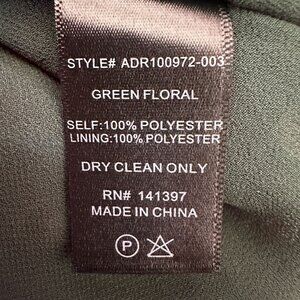 STYLE# ADR100972-003
GREEN FLORAL
SELF:100% POLYESTER
LINING:100% POLYESTER
DRY CLEAN ONLY
RN# 141397
MADE IN CHINA
P